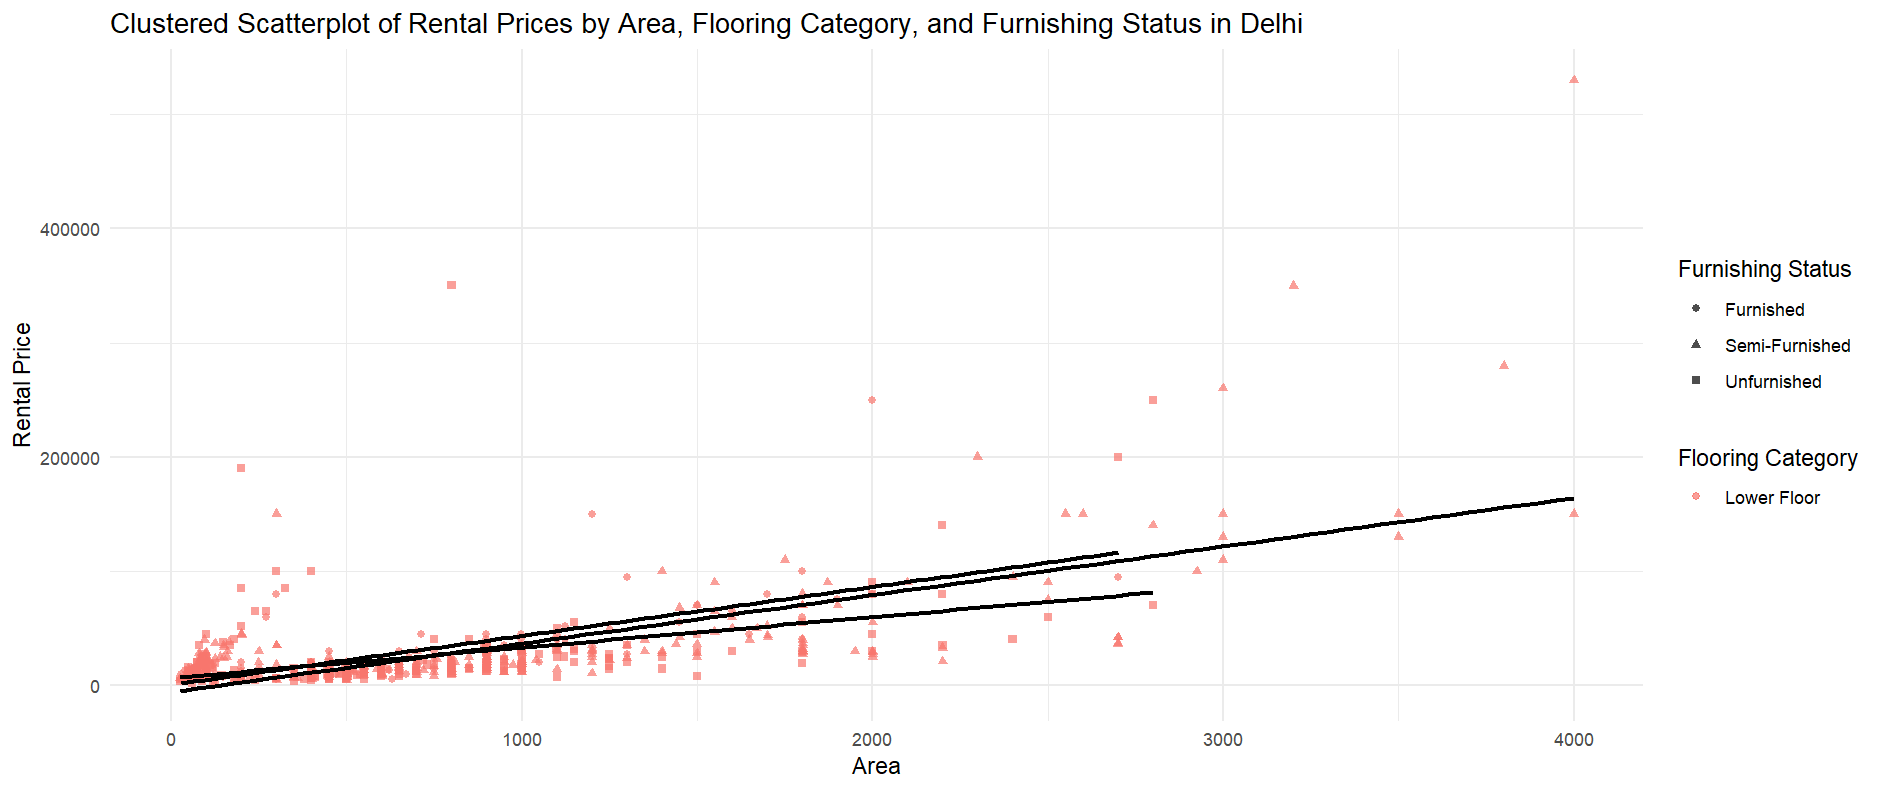 Clustered Scatterplot of Rental Prices by Area, Flooring Category, and Furnishing Status in Delhi
Rental Price
400000
200000
0
0 1000 2000 3000 4000
Area
Furnishing Status
Furnished
Semi-Furnished
Unfurnished
Flooring Category
Lower Floor